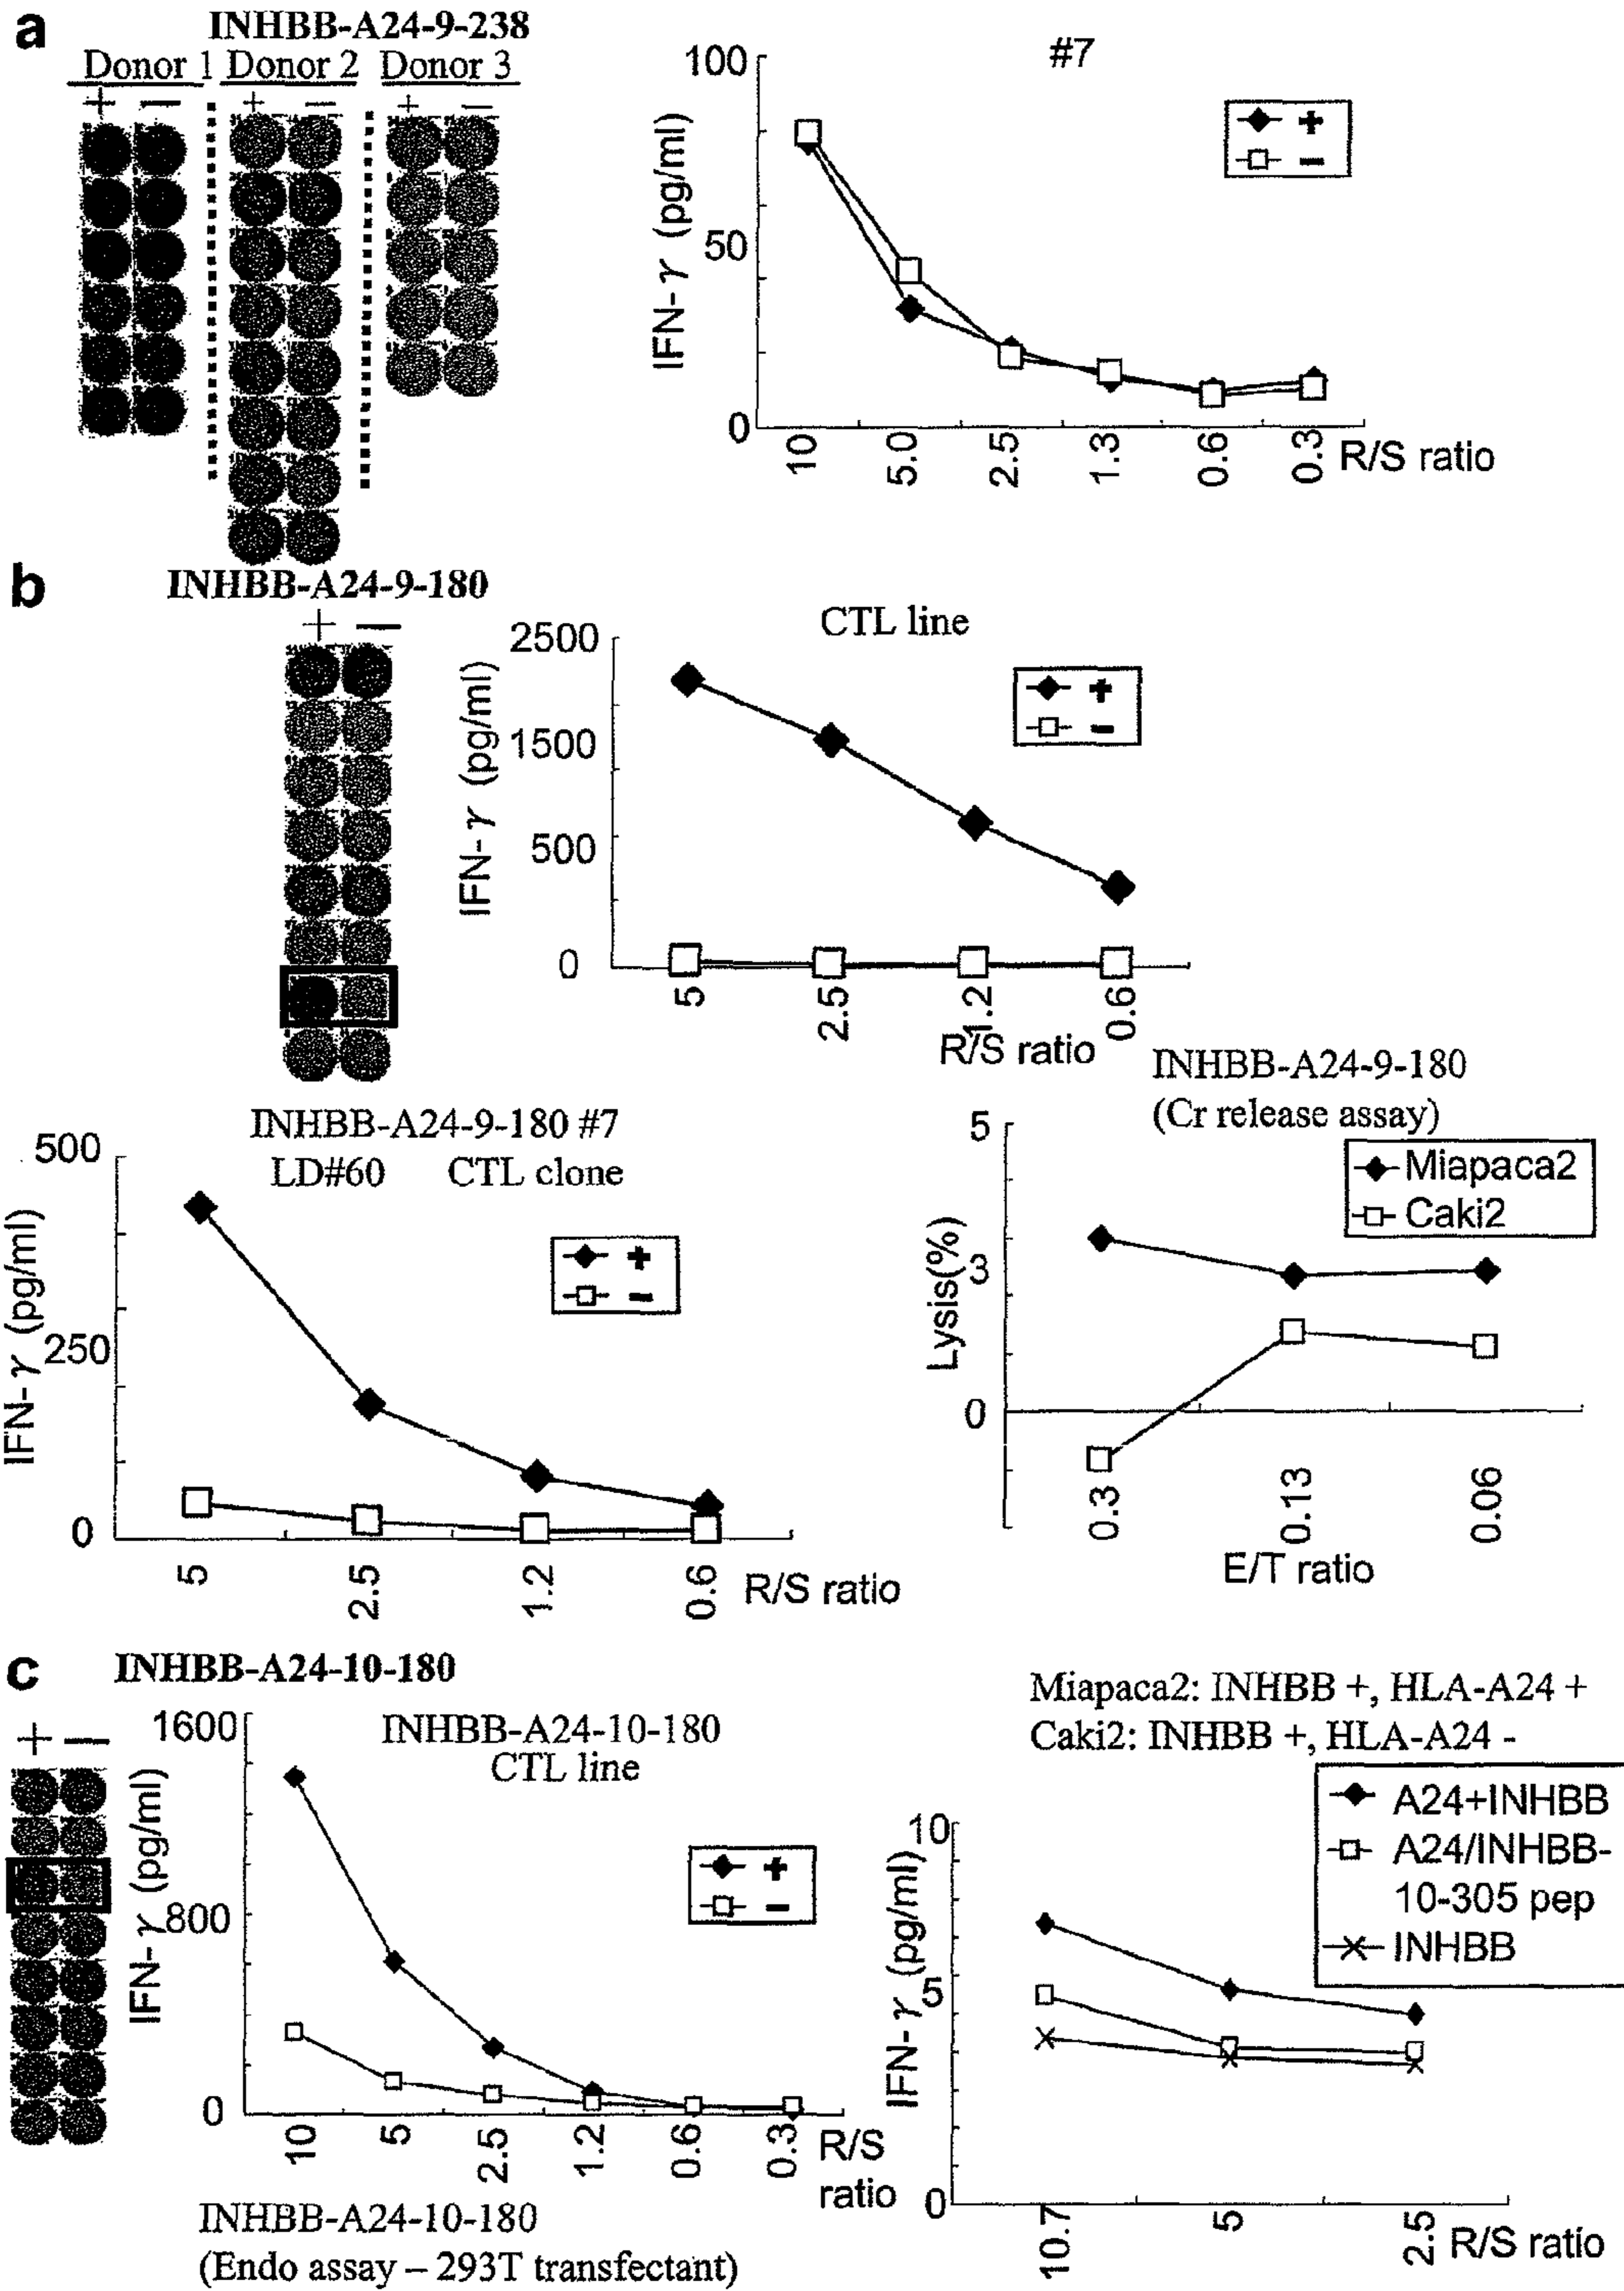 a
INHBB-A24-9-238
Donor 1 Donor 2 Donor 3
+ − + − + −
#7
100
50
0
IFN-γ (pg/ml)
+
−
10 5.0 2.5 1.3 0.6 0.3 R/S ratio
b
INHBB-A24-9-180
+ −
CTL line
2500
1500
500
0
IFN-γ (pg/ml)
+
−
5 2.5 1.2 0.6
R/S ratio
INHBB-A24-9-180 #7
LD#60 CTL clone
500
250
0
IFN-γ (pg/ml)
+
−
5 2.5 1.2 0.6 R/S ratio
INHBB-A24-9-180
(Cr release assay)
5
3
0
Lysis(%)
Miapaca2
Caki2
0.3 0.13 0.06
E/T ratio
c
INHBB-A24-10-180
+ −
INHBB-A24-10-180
CTL line
1600
800
0
IFN-γ (pg/ml)
+
−
10 5 2.5 1.2 0.6 0.3 R/S
ratio
INHBB-A24-10-180
(Endo assay – 293T transfectant)
Miapaca2: INHBB +, HLA-A24 +
Caki2: INHBB +, HLA-A24 -
A24+INHBB
A24/INHBB-
10-305 pep
INHBB
10
5
0
IFN-γ (pg/ml)
10.7 5 2.5 R/S ratio